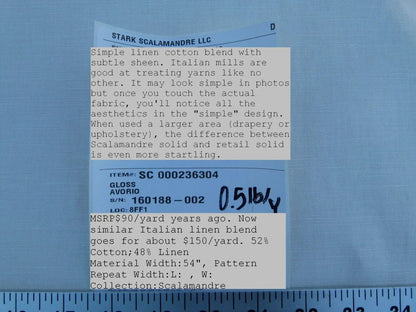 D
STARK SCALAMANDRE LLC
Simple linen cotton blend with
subtle sheen. Italian mills are
good at treating yarns like no
other. It may look simple in photos
but once you touch the actual
fabric, you'll notice all the
aesthetics in the "simple" design.
When used a larger area (drapery or
upholstery), the difference between
Scalamandre solid and retail solid
is even more startling.
ITEM#: SC 000236304
GLOSS
AVORIO
S/N: 160188-002
LOC: 8FF1
0.5lb/y
MSRP$90/yard years ago. Now
similar Italian linen blend
goes for about $150/yard. 52%
Cotton;48% Linen
Material Width:54", Pattern
Repeat Width:L: , W:
Collection:Scalamandre